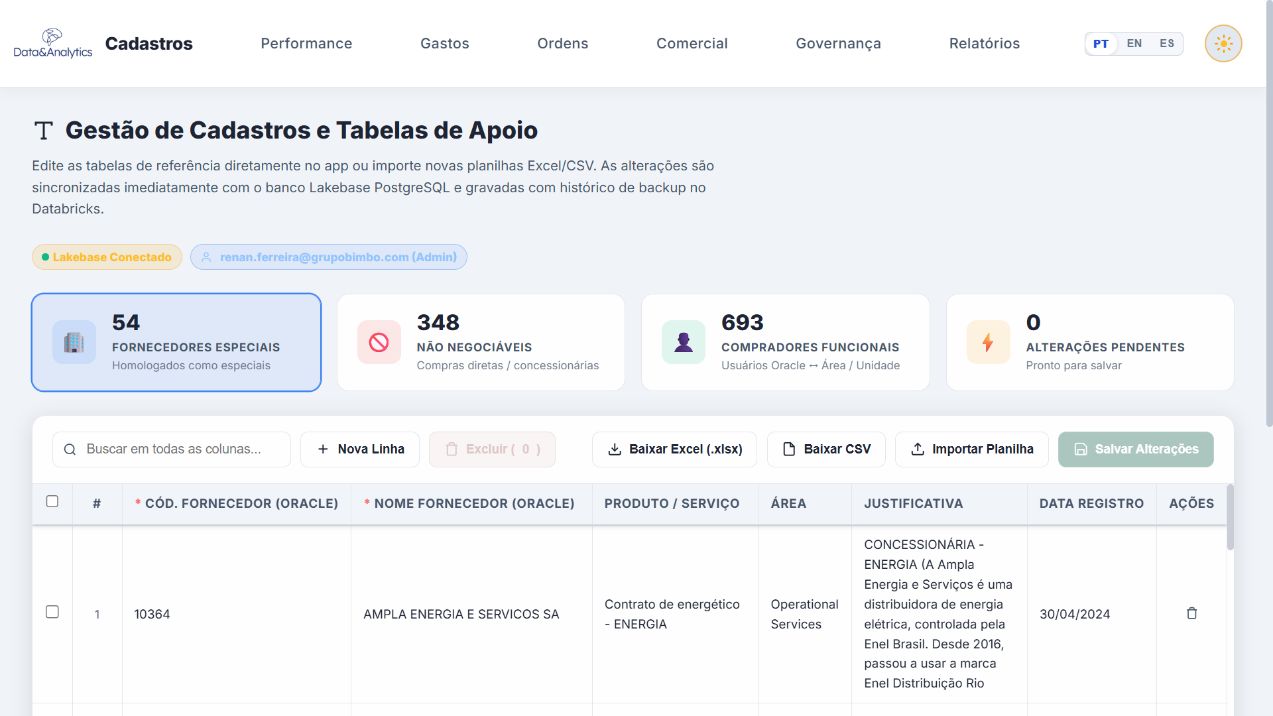 Data&Analytics
Cadastros
Performance
Gastos
Ordens
Comercial
Governança
Relatórios
PT EN ES
Gestão de Cadastros e Tabelas de Apoio
Edite as tabelas de referência diretamente no app ou importe novas planilhas Excel/CSV. As alterações são
sincronizadas imediatamente com o banco Lakebase PostgreSQL e gravadas com histórico de backup no
Databricks.
Lakebase Conectado
renan.ferreira@grupobimbo.com (Admin)
54
FORNECEDORES ESPECIAIS
Homologados como especiais
348
NÃO NEGOCIÁVEIS
Compras diretas / concessionárias
693
COMPRADORES FUNCIONAIS
Usuários Oracle ↔ Área / Unidade
0
ALTERAÇÕES PENDENTES
Pronto para salvar
Buscar em todas as colunas...
+ Nova Linha
Excluir ( 0 )
Baixar Excel (.xlsx)
Baixar CSV
Importar Planilha
Salvar Alterações
#
* CÓD. FORNECEDOR (ORACLE)
* NOME FORNECEDOR (ORACLE)
PRODUTO / SERVIÇO
ÁREA
JUSTIFICATIVA
DATA REGISTRO
AÇÕES
1
10364
AMPLA ENERGIA E SERVICOS SA
Contrato de energético
- ENERGIA
Operational
Services
CONCESSIONÁRIA -
ENERGIA (A Ampla
Energia e Serviços é uma
distribuidora de energia
elétrica, controlada pela
Enel Brasil. Desde 2016,
passou a usar a marca
Enel Distribuição Rio
30/04/2024